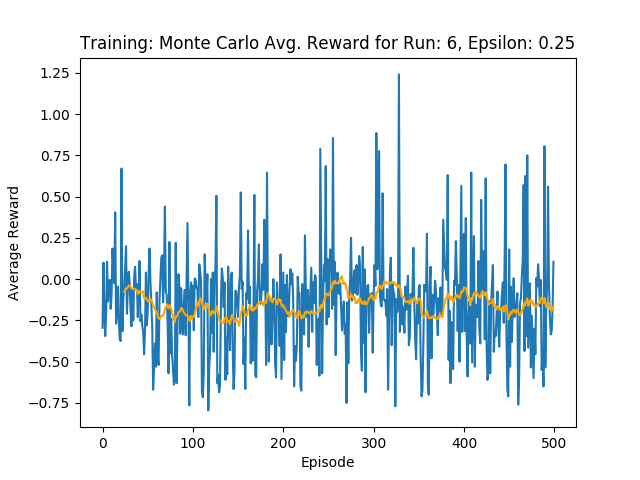 Training: Monte Carlo Avg. Reward for Run: 6, Epsilon: 0.25
1.25
1.00
0.75
0.50
0.25
0.00
−0.25
−0.50
−0.75
Average Reward
0 100 200 300 400 500
Episode